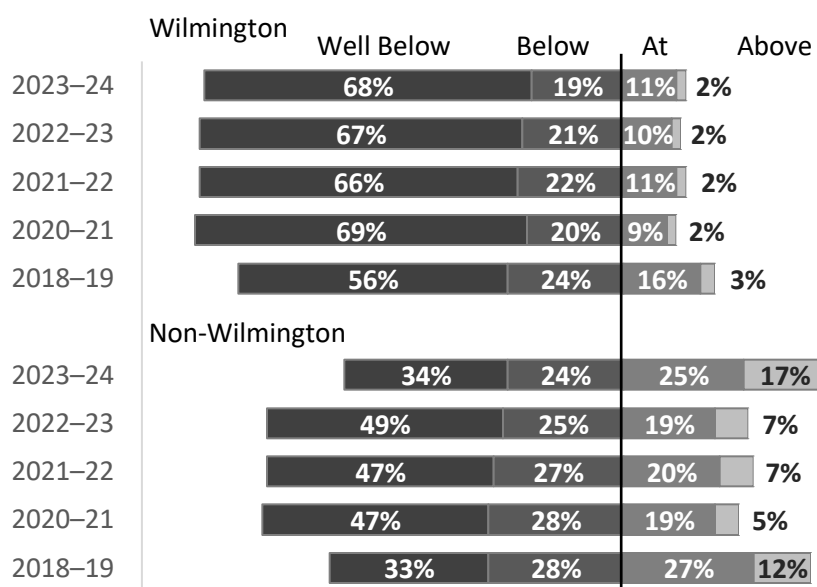 Wilmington
Well Below Below At Above
2023–24 68% 19% 11% 2%
2022–23 67% 21% 10% 2%
2021–22 66% 22% 11% 2%
2020–21 69% 20% 9% 2%
2018–19 56% 24% 16% 3%
Non-Wilmington
2023–24 34% 24% 25% 17%
2022–23 49% 25% 19% 7%
2021–22 47% 27% 20% 7%
2020–21 47% 28% 19% 5%
2018–19 33% 28% 27% 12%